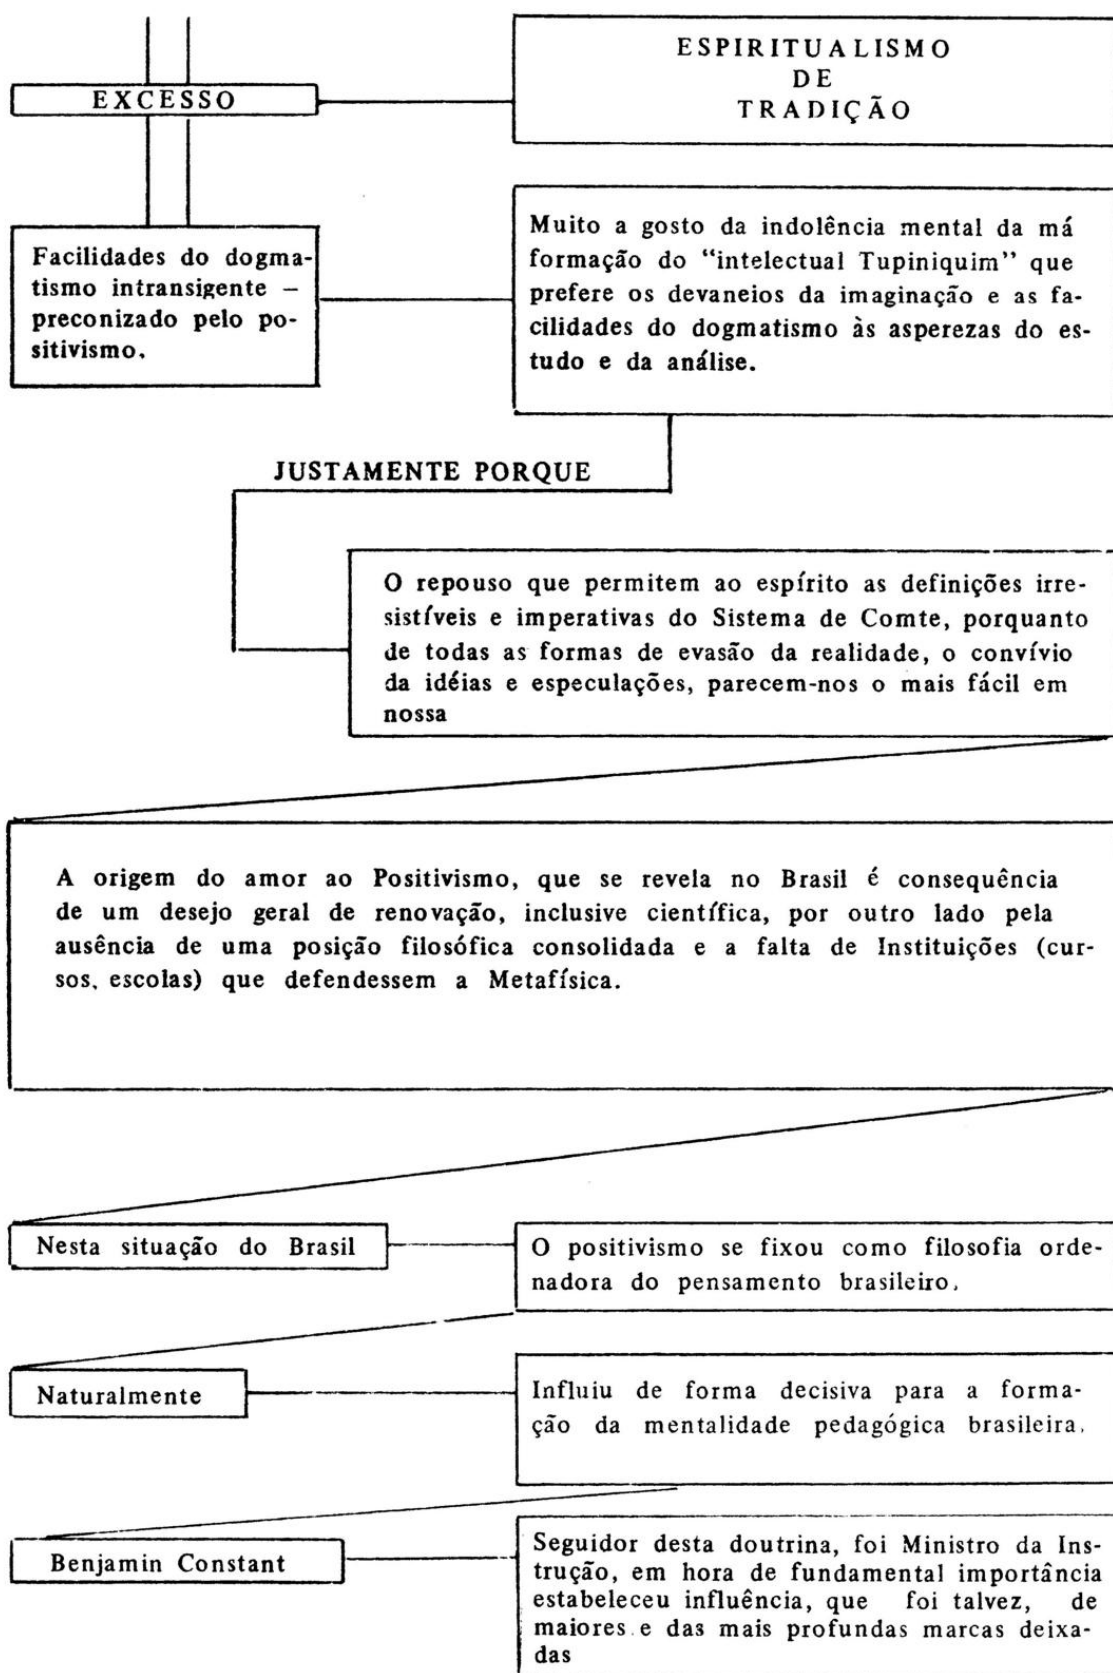 EXCESSO
ESPIRITUALISMO
DE
TRADIÇÃO
Facilidades do dogma-
tismo intransigente –
preconizado pelo po-
sitivismo.
Muito a gosto da indolência mental da má
formação do “intelectual Tupiniquim” que
prefere os devaneios da imaginação e as fa-
cilidades do dogmatismo às asperezas do es-
tudo e da análise.
JUSTAMENTE PORQUE
O repouso que permitem ao espírito as definições irre-
sistíveis e imperativas do Sistema de Comte, porquanto
de todas as formas de evasão da realidade, o convívio
da idéias e especulações, parecem-nos o mais fácil em
nossa
A origem do amor ao Positivismo, que se revela no Brasil é consequência
de um desejo geral de renovação, inclusive científica, por outro lado pela
ausência de uma posição filosófica consolidada e a falta de Instituições (cur-
sos, escolas) que defendessem a Metafísica.
Nesta situação do Brasil
O positivismo se fixou como filosofia orde-
nadora do pensamento brasileiro.
Naturalmente
Influiu de forma decisiva para a forma-
ção da mentalidade pedagógica brasileira.
Benjamin Constant
Seguidor desta doutrina, foi Ministro da Ins-
trução, em hora de fundamental importância
estabeleceu influência, que foi talvez, de
maiores e das mais profundas marcas deixa-
das